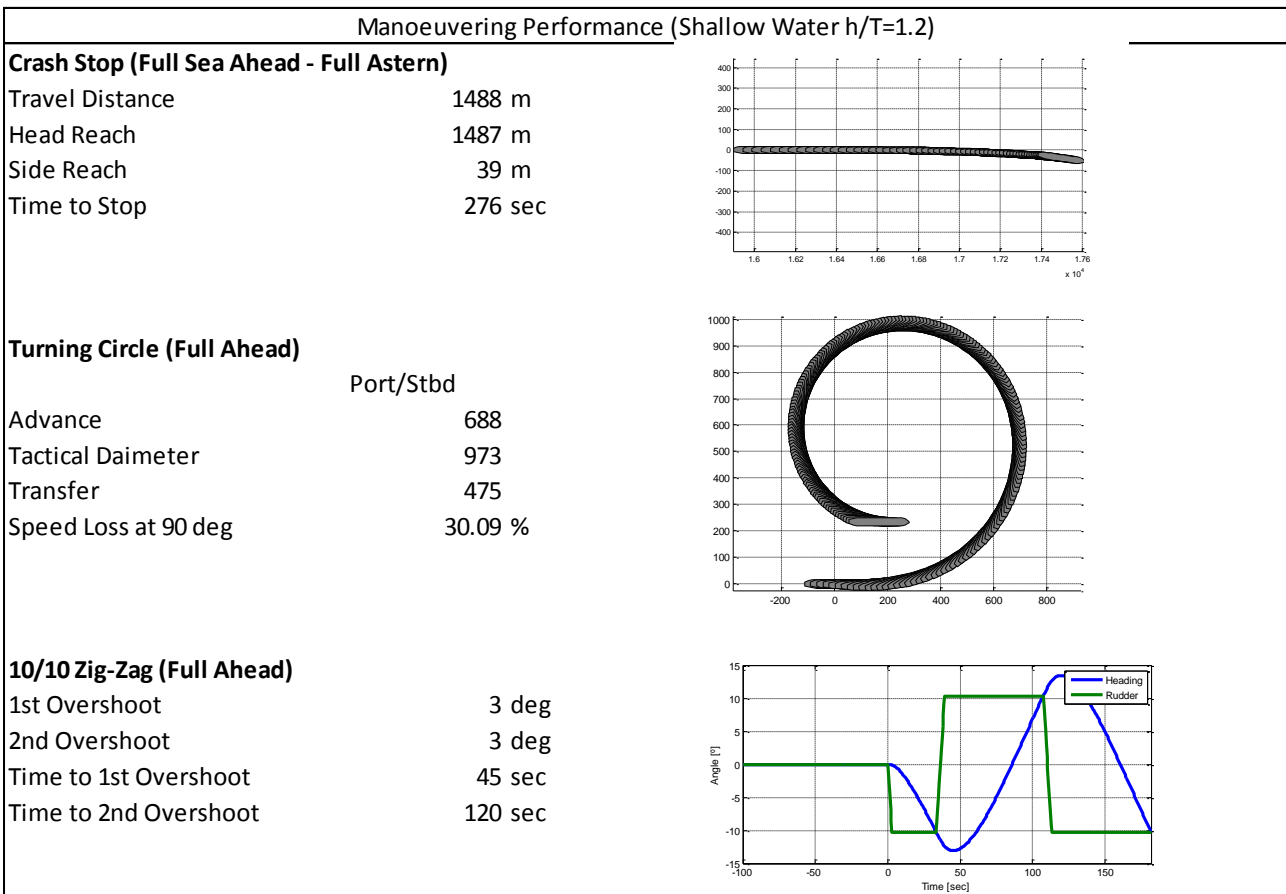 Manoeuvering Performance (Shallow Water h/T=1.2)
Crash Stop (Full Sea Ahead - Full Astern)
Travel Distance 1488 m
Head Reach 1487 m
Side Reach 39 m
Time to Stop 276 sec
400
300
200
100
0
-100
-200
-300
-400
1.6 1.62 1.64 1.66 1.68 1.7 1.72 1.74 1.76
x 10^4
Turning Circle (Full Ahead)
Port/Stbd
Advance 688
Tactical Daimeter 973
Transfer 475
Speed Loss at 90 deg 30.09 %
1000
900
800
700
600
500
400
300
200
100
0
-200 0 200 400 600 800
10/10 Zig-Zag (Full Ahead)
1st Overshoot 3 deg
2nd Overshoot 3 deg
Time to 1st Overshoot 45 sec
Time to 2nd Overshoot 120 sec
15
10
5
0
-5
-10
-15
Angle [º]
Heading
Rudder
-100 -50 0 50 100 150
Time [sec]